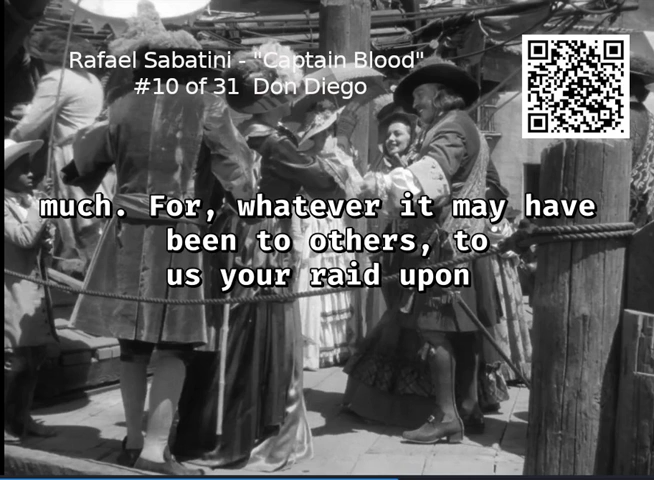 Rafael Sabatini - "Captain Blood"
#10 of 31  Don Diego
much. For, whatever it may have
been to others, to
us your raid upon